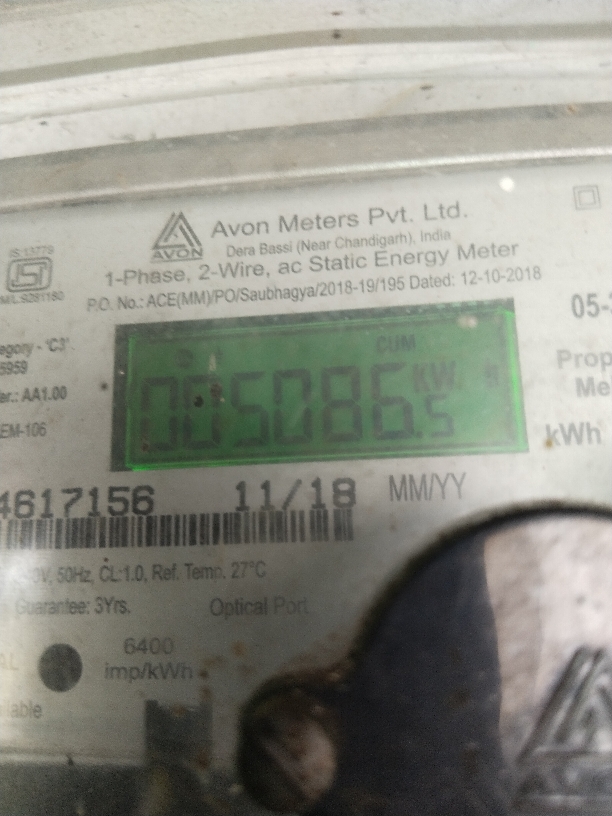 Avon Meters Pvt. Ltd.
AVON
Dera Bassi (Near Chandigarh), India
1-Phase, 2-Wire, ac Static Energy Meter
P.O. No.: ACE(MM)/PO/Saubhagya/2018-19/195 Dated: 12-10-2018
IS:13779
ISI
egory - 'C3'
5959
er.: AA1.00
EM-106
05-
Prop
Me
kWh
CUM
005086.5
KW
4617156 11/18 MM/YY
0V, 50Hz, CL:1.0, Ref. Temp. 27°C
Guarantee: 3Yrs. Optical Port
AL
6400
imp/kWh